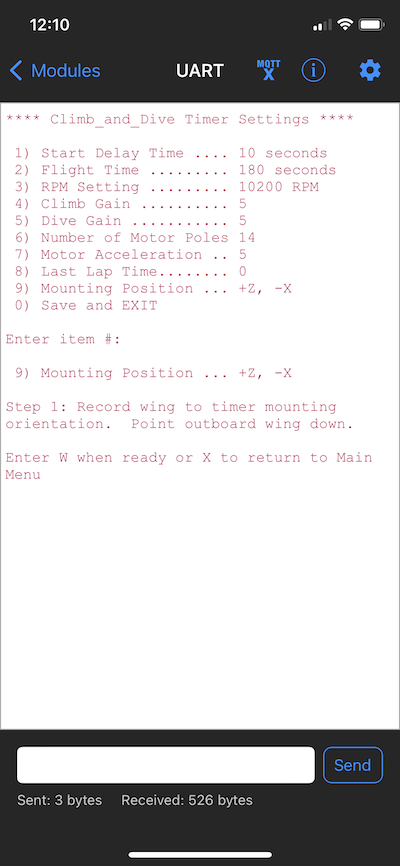 12:10
Modules
UART
MQTT
X
**** Climb_and_Dive Timer Settings ****
1) Start Delay Time .... 10 seconds
2) Flight Time ......... 180 seconds
3) RPM Setting ......... 10200 RPM
4) Climb Gain .......... 5
5) Dive Gain ........... 5
6) Number of Motor Poles 14
7) Motor Acceleration .. 5
8) Last Lap Time........ 0
9) Mounting Position ... +Z, -X
0) Save and EXIT
Enter item #:
9) Mounting Position ... +Z, -X
Step 1: Record wing to timer mounting
orientation.  Point outboard wing down.
Enter W when ready or X to return to Main
Menu
Send
Sent: 3 bytes Received: 526 bytes